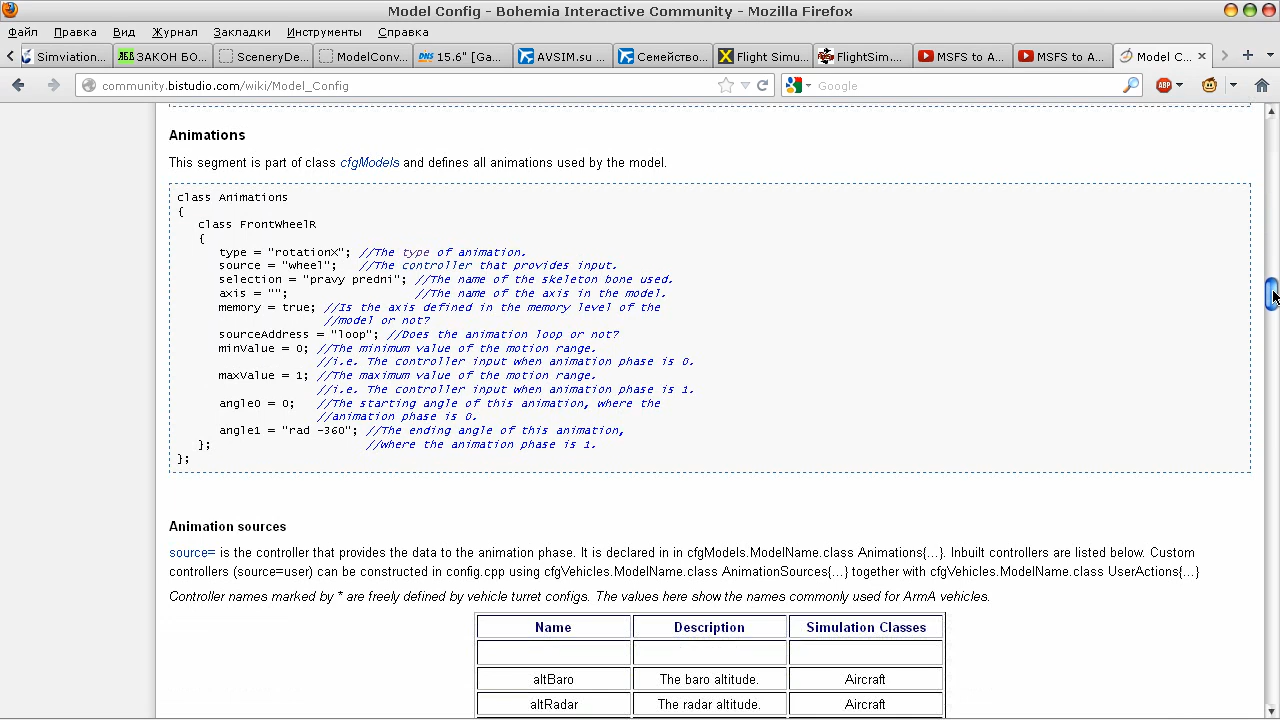 Model Config - Bohemia Interactive Community - Mozilla Firefox
Файл Правка Вид Журнал Закладки Инструменты Справка
Simviation... ЗАКОН БО... SceneryDe... ModelConv... DNS 15.6" [Ga... AVSIM.su ... Семейство... Flight Simu... FlightSim.... MSFS to A... MSFS to A... Model C...
ommunity.bistudio.com/wiki/Model_Config Google ABP
Animations
This segment is part of class cfgModels and defines all animations used by the model.
class Animations
{
class FrontWheelR
{
type = "rotationX"; //The type of animation.
source = "wheel"; //The controller that provides input.
selection = "pravy predni"; //The name of the skeleton bone used.
axis = ""; //The name of the axis in the model.
memory = true; //Is the axis defined in the memory level of the
//model or not?
sourceAddress = "loop"; //Does the animation loop or not?
minValue = 0; //The minimum value of the motion range.
//i.e. The controller input when animation phase is 0.
maxValue = 1; //The maximum value of the motion range.
//i.e. The controller input when animation phase is 1.
angle0 = 0; //The starting angle of this animation, where the
//animation phase is 0.
angle1 = "rad -360"; //The ending angle of this animation,
}; //where the animation phase is 1.
};
Animation sources
source= is the controller that provides the data to the animation phase. It is declared in in cfgModels.ModelName.class Animations{...}. Inbuilt controllers are listed below. Custom
controllers (source=user) can be constructed in config.cpp using cfgVehicles.ModelName.class AnimationSources{...} together with cfgVehicles.ModelName.class UserActions{...}
Controller names marked by * are freely defined by vehicle turret configs. The values here show the names commonly used for ArmA vehicles.
Name Description Simulation Classes
altBaro The baro altitude. Aircraft
altRadar The radar altitude. Aircraft